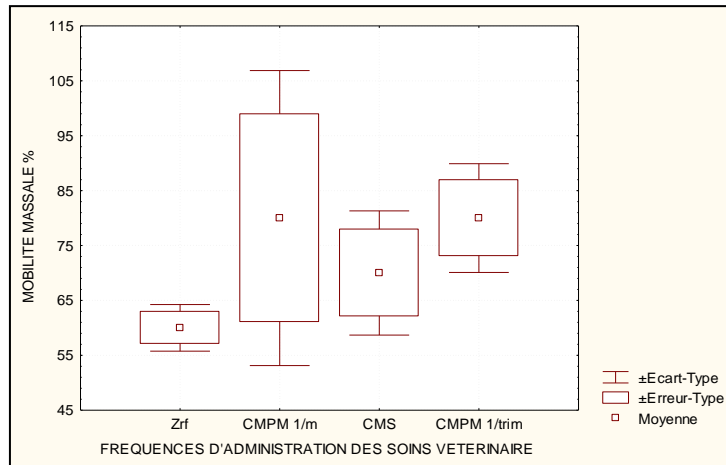 MOBILITE MASSALE %
115
105
95
85
75
65
55
45
Zrf CMPM 1/m CMS CMPM 1/trim
FREQUENCES D'ADMINISTRATION DES SOINS VETERINAIRE
±Ecart-Type
±Erreur-Type
Moyenne